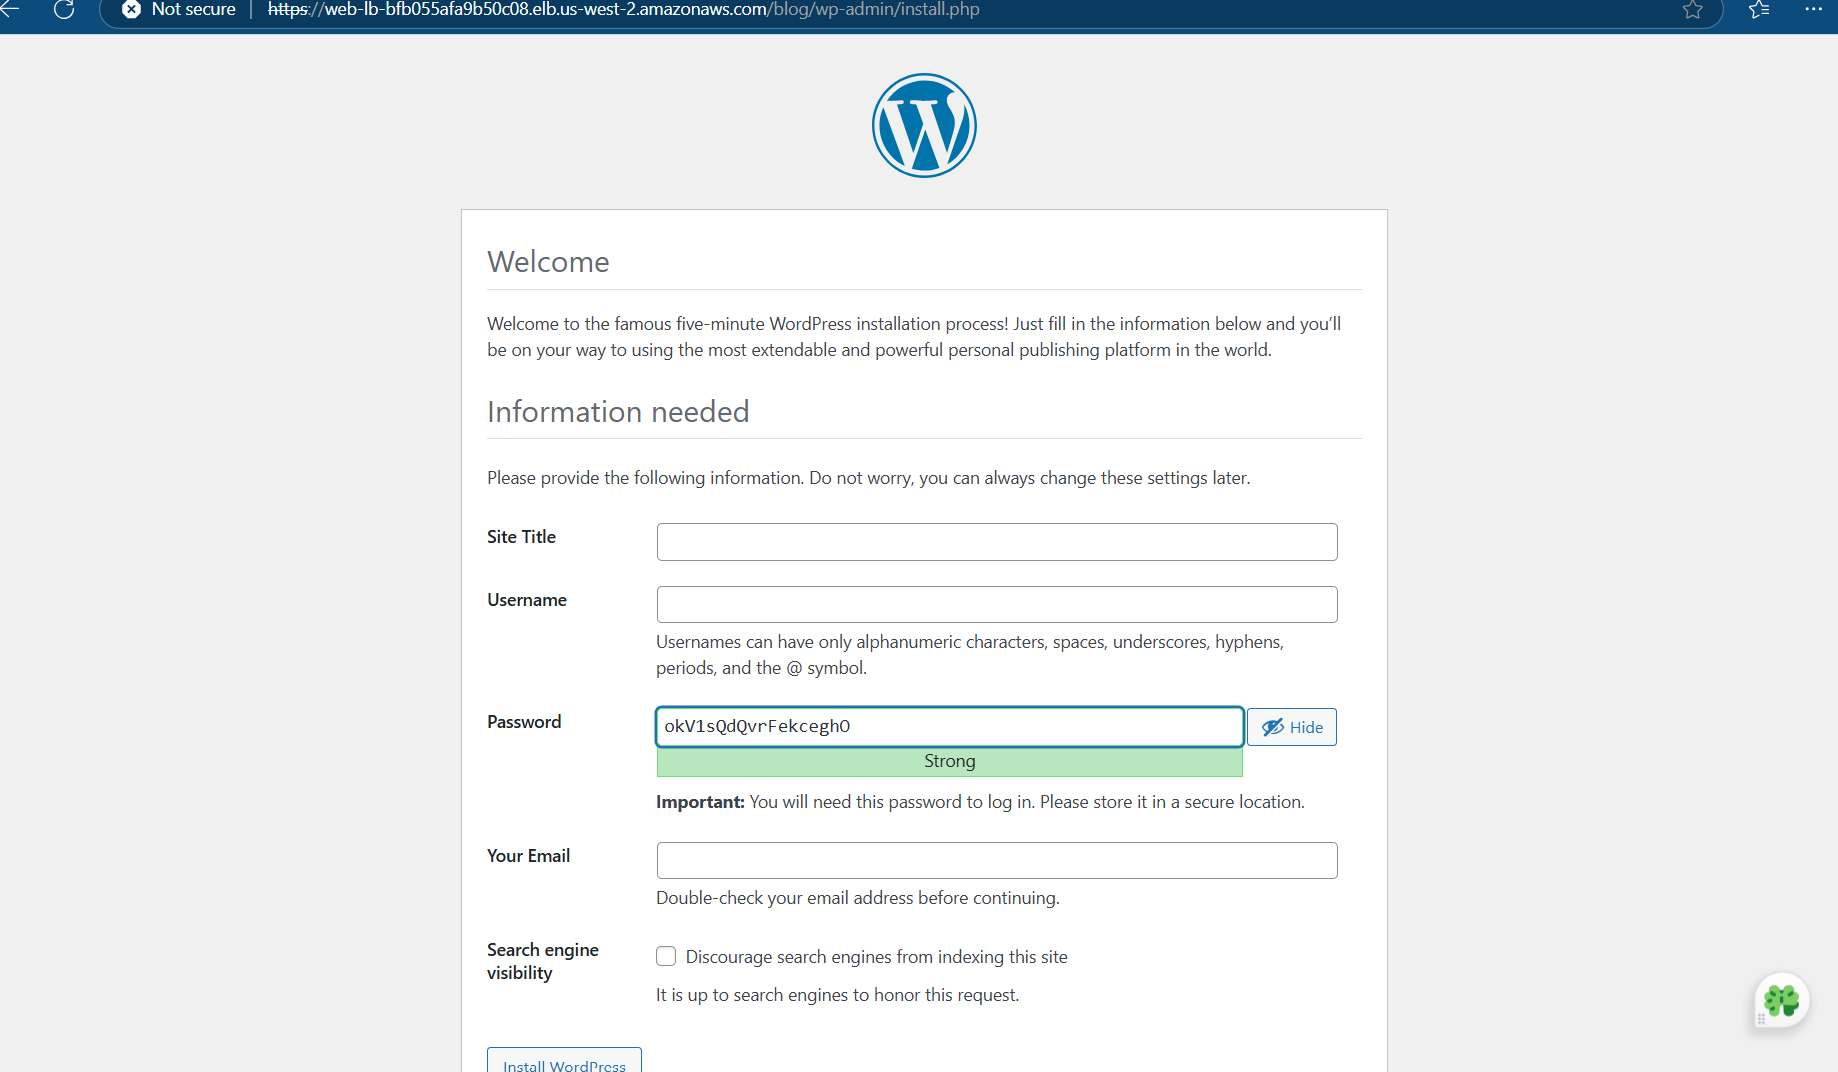 Not secure https://web-lb-bfb055afa9b50c08.elb.us-west-2.amazonaws.com/blog/wp-admin/install.php
Welcome
Welcome to the famous five-minute WordPress installation process! Just fill in the information below and you’ll
be on your way to using the most extendable and powerful personal publishing platform in the world.
Information needed
Please provide the following information. Do not worry, you can always change these settings later.
Site Title
Username
Usernames can have only alphanumeric characters, spaces, underscores, hyphens,
periods, and the @ symbol.
Password okV1sQdQvrFekceghO Hide
Strong
Important: You will need this password to log in. Please store it in a secure location.
Your Email
Double-check your email address before continuing.
Search engine
visibility
Discourage search engines from indexing this site
It is up to search engines to honor this request.
Install WordPress